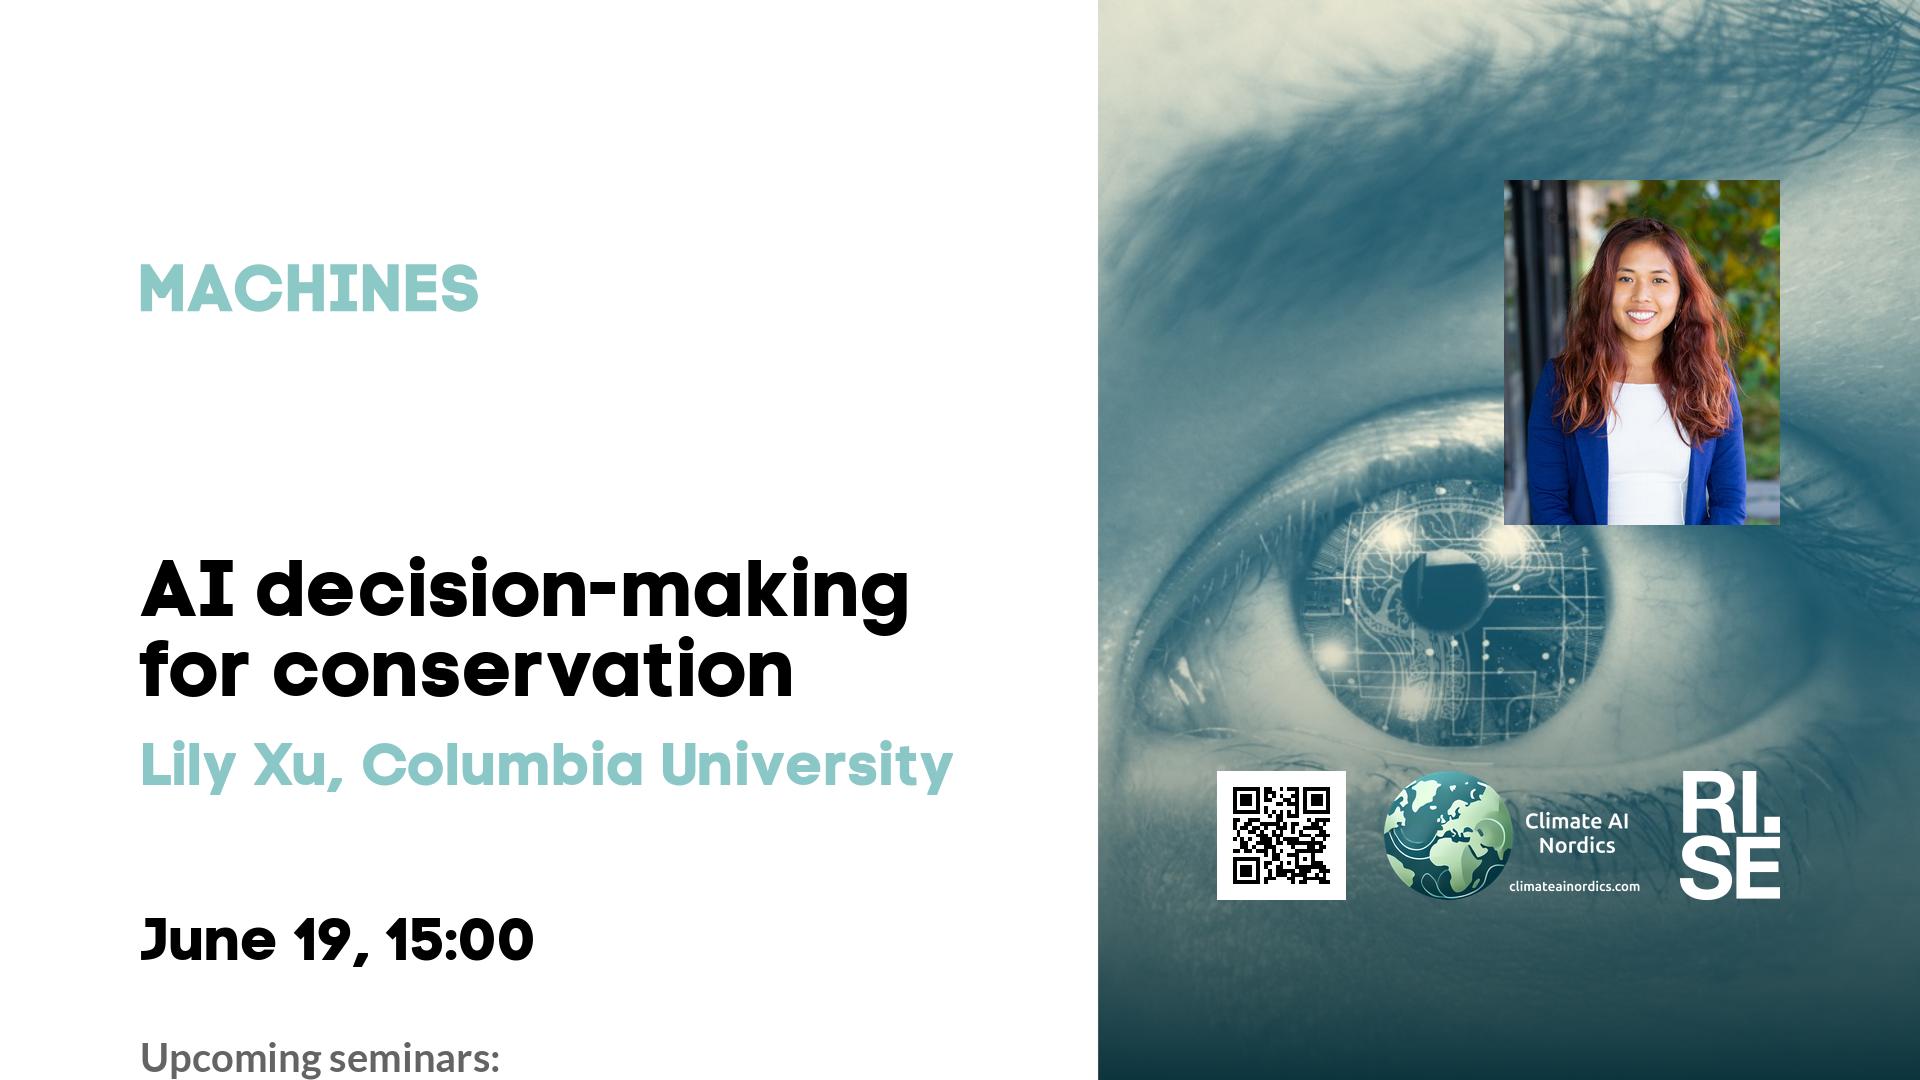 MACHINES
AI decision-making
for conservation
Lily Xu, Columbia University
June 19, 15:00
Upcoming seminars:
Climate AI
Nordics
climateainordics.com
RI.
SE